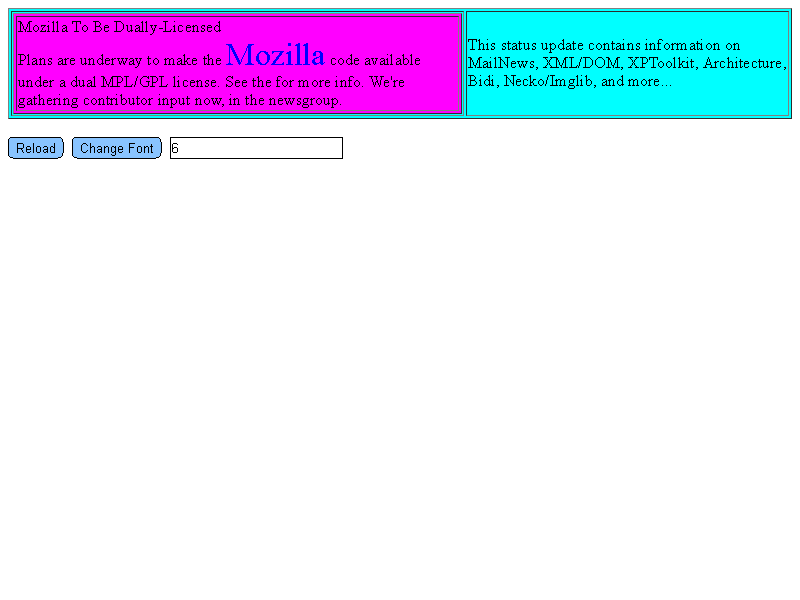 Mozilla To Be Dually-Licensed
Plans are underway to make the Mozilla code available
under a dual MPL/GPL license. See the for more info. We're
gathering contributor input now, in the newsgroup.
This status update contains information on
MailNews, XML/DOM, XPToolkit, Architecture,
Bidi, Necko/Imglib, and more...
Reload
Change Font
6